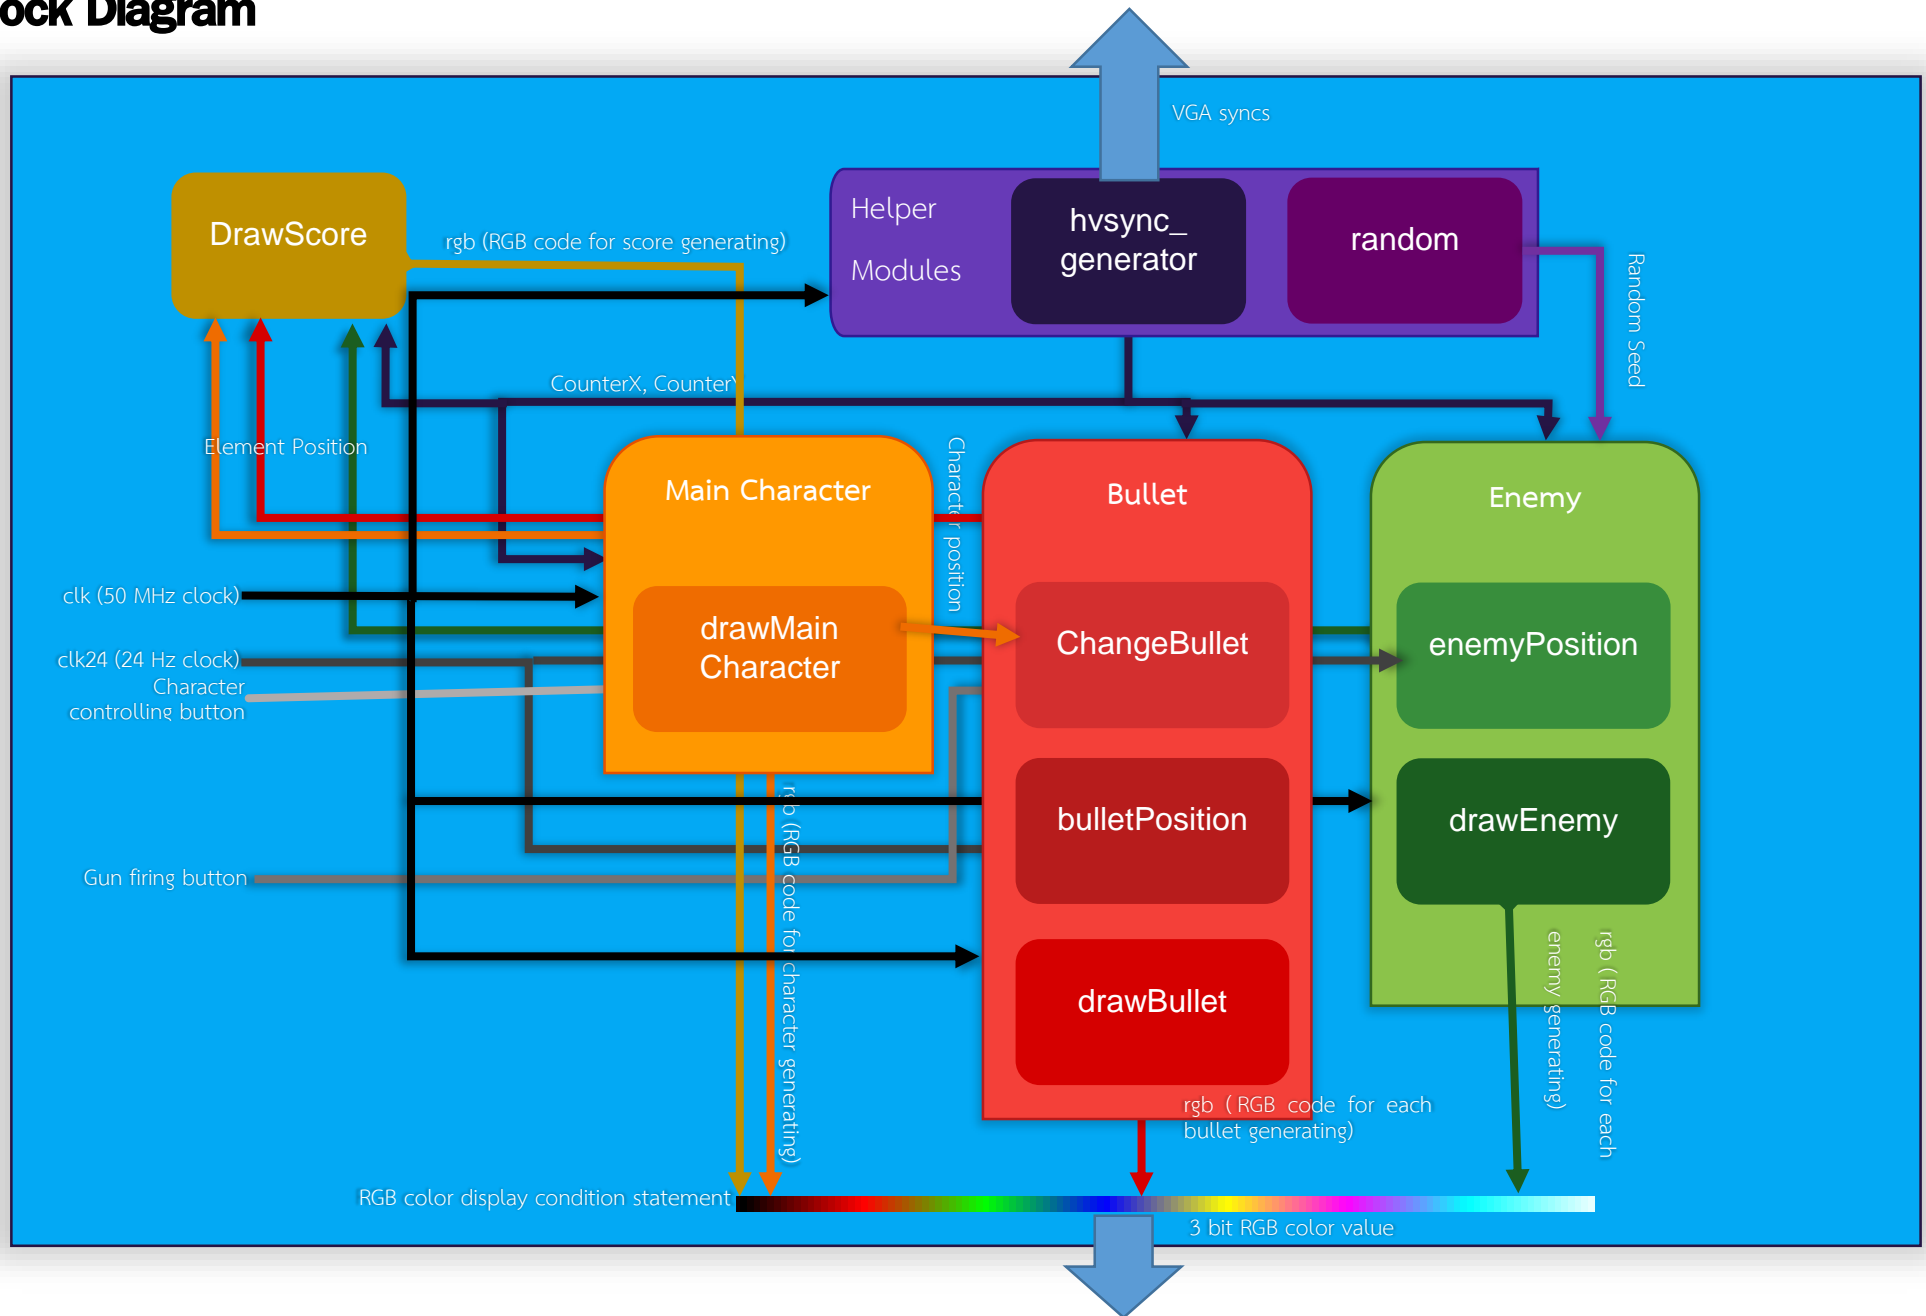 ock Diagram
VGA syncs
DrawScore
rgb (RGB code for score generating)
Helper
Modules
hvsync_
generator
random
Random Seed
CounterX, CounterY
Element Position
Main Character
Character position
Bullet
Enemy
clk (50 MHz clock)
drawMain
Character
ChangeBullet
enemyPosition
clk24 (24 Hz clock)
Character
controlling button
bulletPosition
drawEnemy
Gun firing button
rgb (RGB code for character generating)
drawBullet
rgb (RGB code for each
enemy generating)
rgb ( RGB code for each
bullet generating)
RGB color display condition statement
3 bit RGB color value